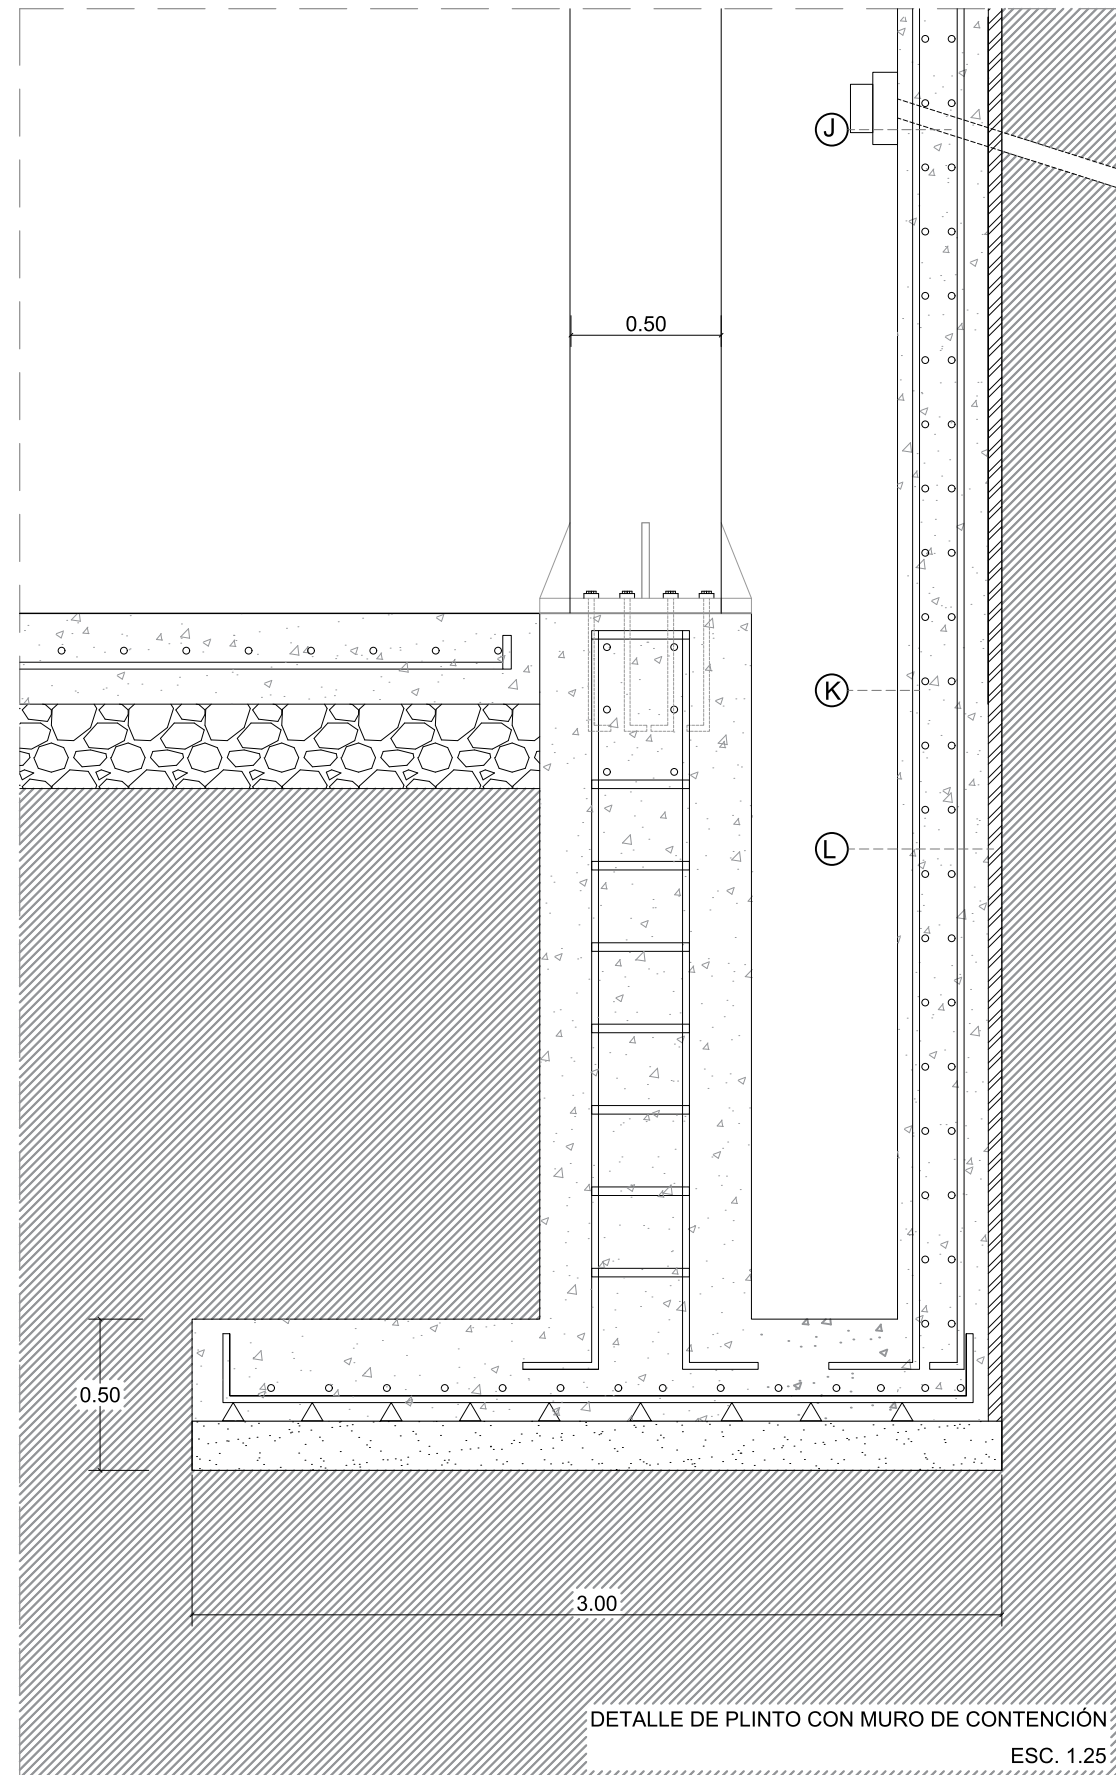 J
0.50
K
L
0.50
3.00
DETALLE DE PLINTO CON MURO DE CONTENCIÓN
ESC. 1.25